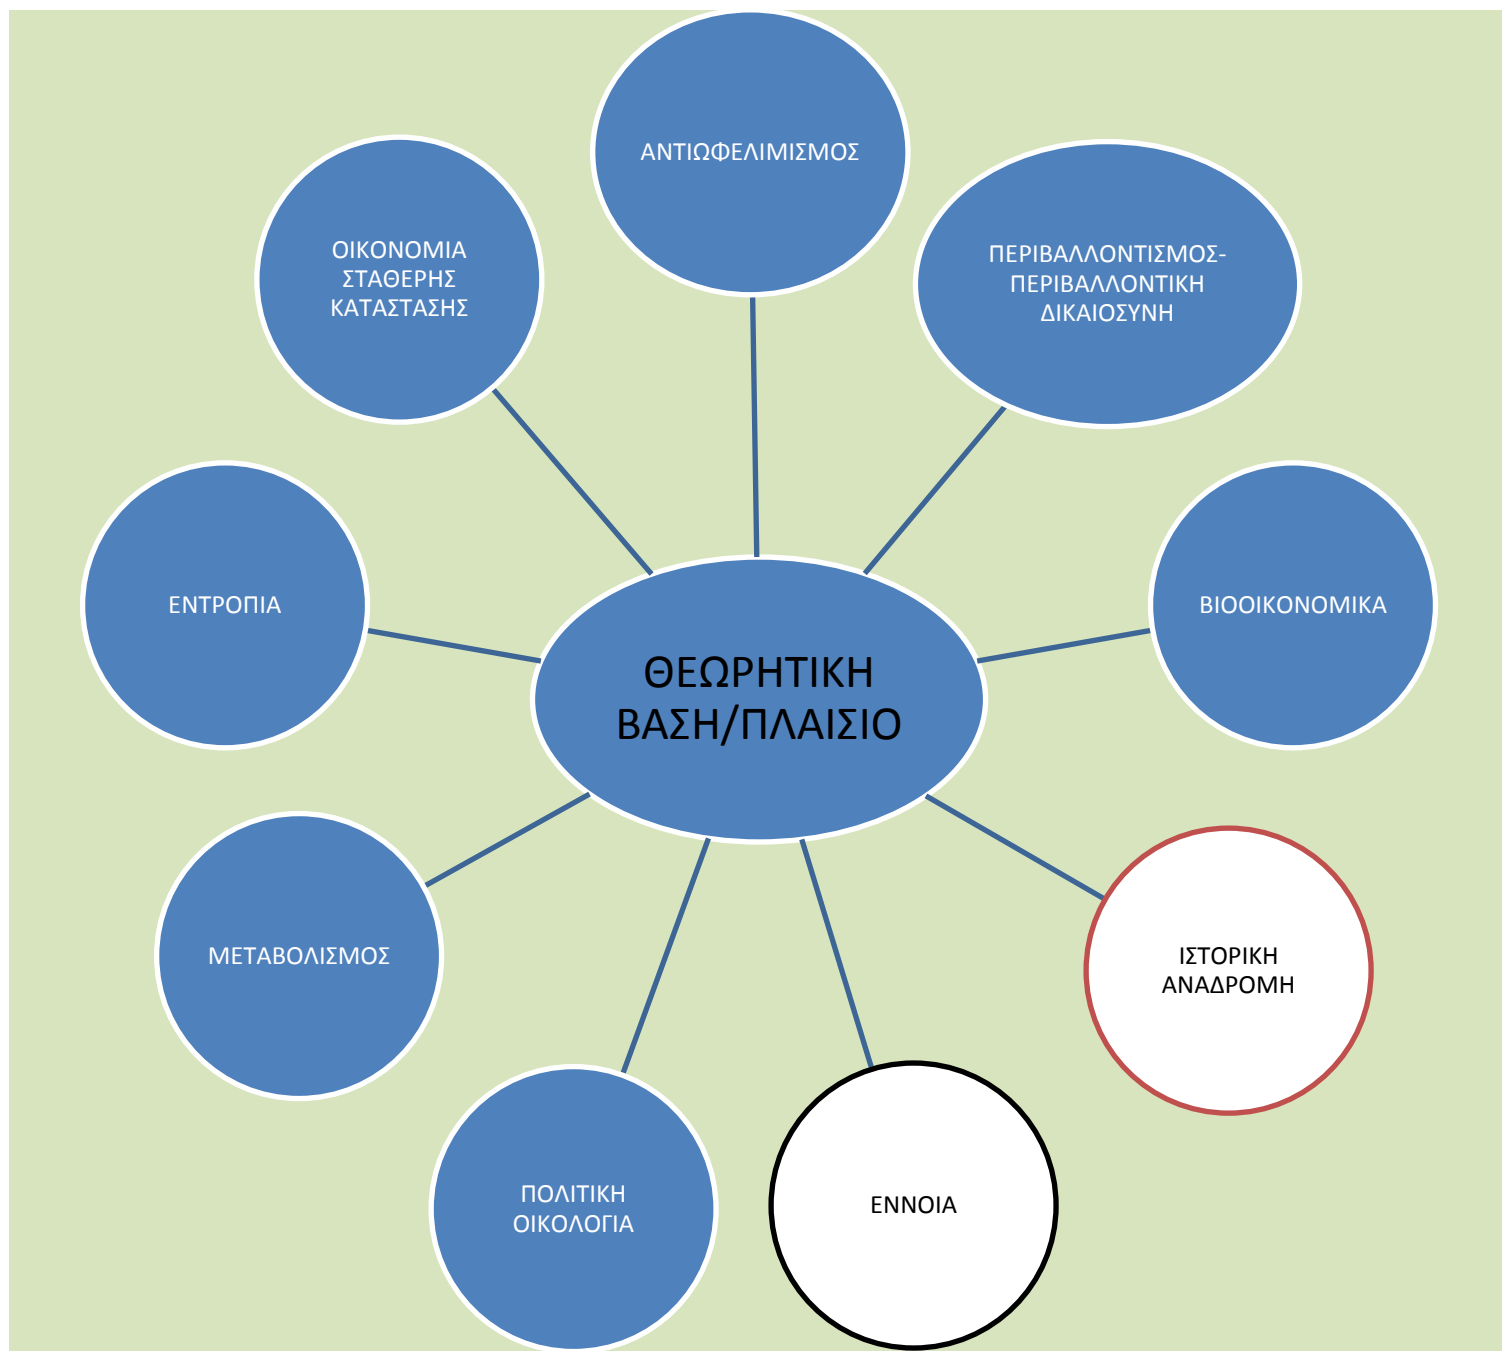 ΑΝΤΙΩΦΕΛΙΜΙΣΜΟΣ
ΟΙΚΟΝΟΜΙΑ
ΣΤΑΘΕΡΗΣ
ΚΑΤΑΣΤΑΣΗΣ
ΠΕΡΙΒΑΛΛΟΝΤΙΣΜΟΣ-
ΠΕΡΙΒΑΛΛΟΝΤΙΚΗ
ΔΙΚΑΙΟΣΥΝΗ
ΕΝΤΡΟΠΙΑ
ΒΙΟΟΙΚΟΝΟΜΙΚΑ
ΘΕΩΡΗΤΙΚΗ
ΒΑΣΗ/ΠΛΑΙΣΙΟ
ΜΕΤΑΒΟΛΙΣΜΟΣ
ΙΣΤΟΡΙΚΗ
ΑΝΑΔΡΟΜΗ
ΠΟΛΙΤΙΚΗ
ΟΙΚΟΛΟΓΙΑ
ΕΝΝΟΙΑ